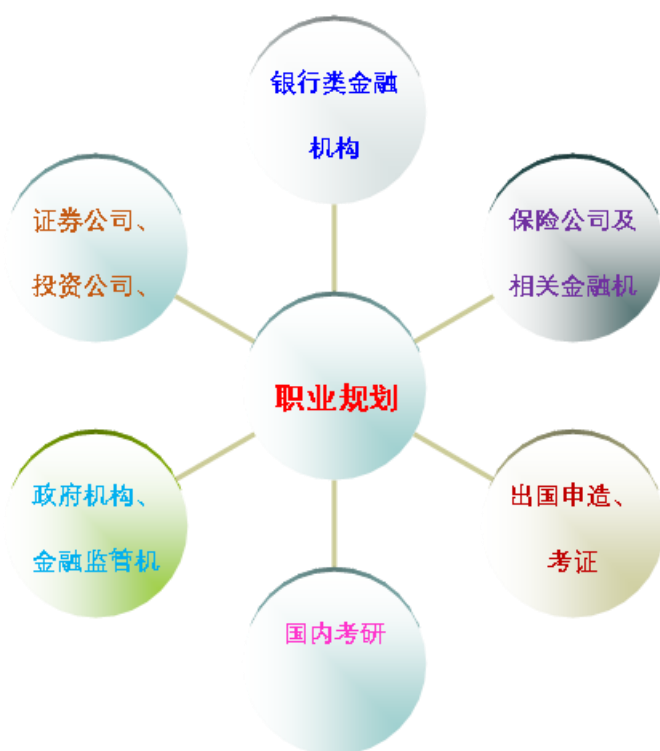 银行类金融
机构
证券公司、
投资公司、
保险公司及
相关金融机
职业规划
政府机构、
金融监管机
出国申造、
考证
国内考研